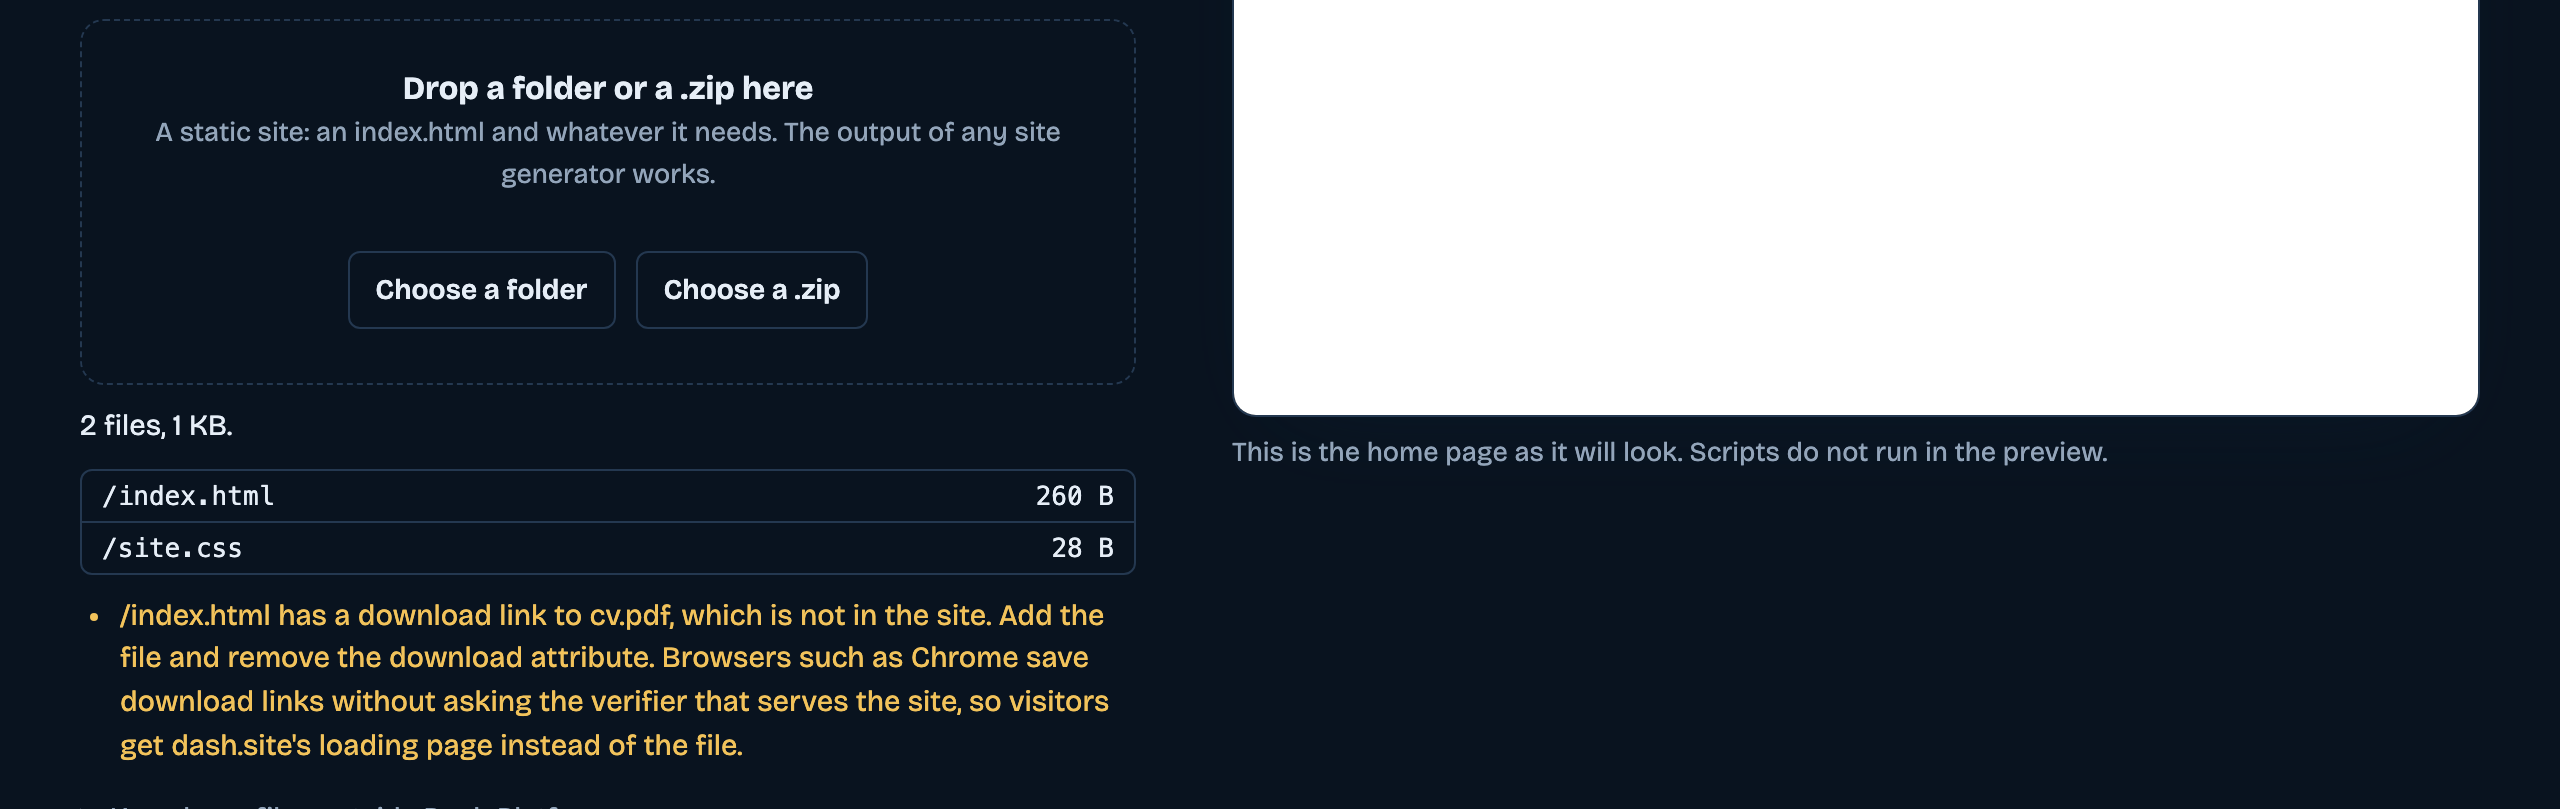 Drop a folder or a .zip here
A static site: an index.html and whatever it needs. The output of any site
generator works.
Choose a folder
Choose a .zip
2 files, 1 KB.
/index.html 260 B
/site.css 28 B
• /index.html has a download link to cv.pdf, which is not in the site. Add the
file and remove the download attribute. Browsers such as Chrome save
download links without asking the verifier that serves the site, so visitors
get dash.site's loading page instead of the file.
This is the home page as it will look. Scripts do not run in the preview.